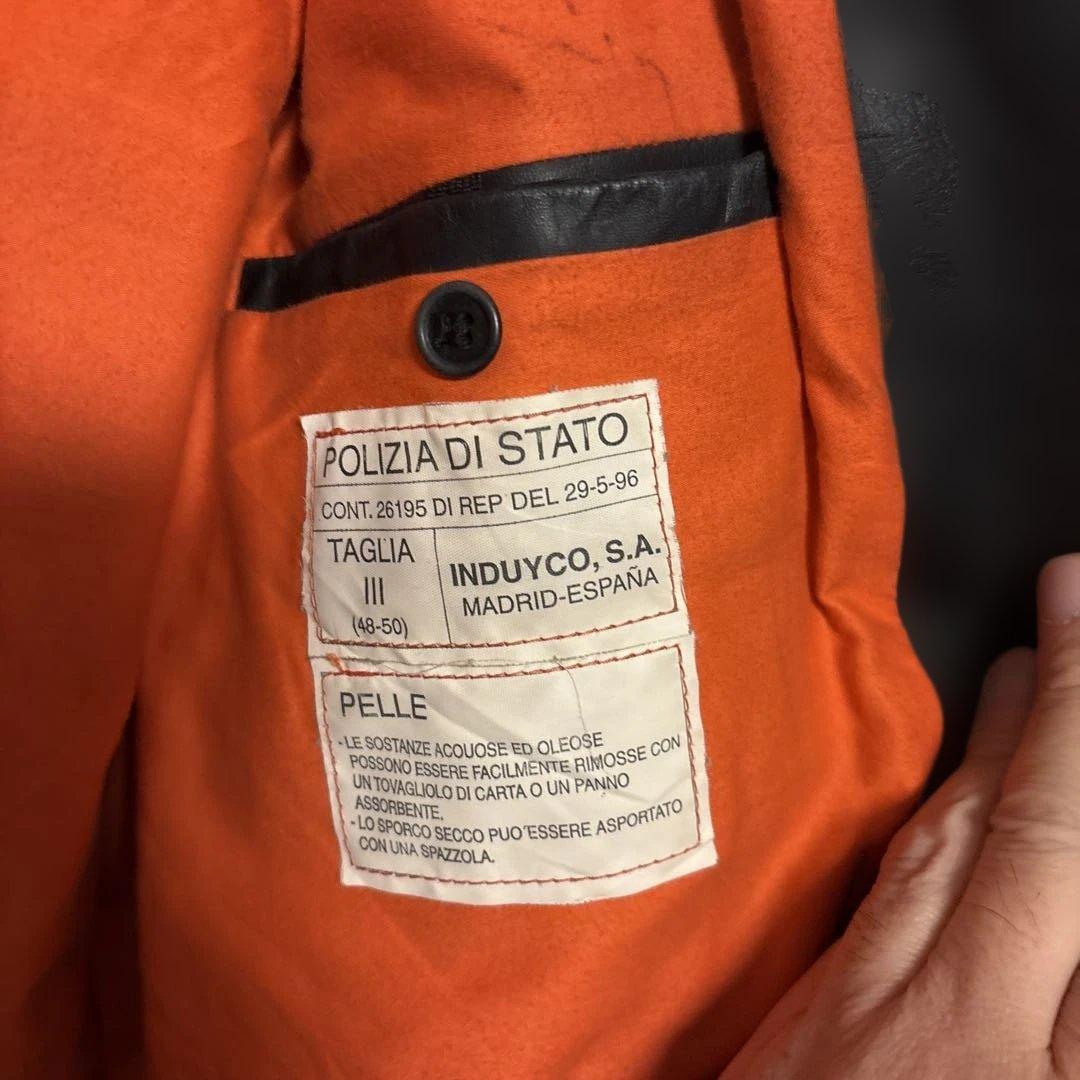 POLIZIA DI STATO
CONT. 26195 DI REP DEL 29-5-96
TAGLIA
III
(48-50)
INDUYCO, S.A.
MADRID-ESPAÑA
PELLE
-LE SOSTANZE ACQUOSE ED OLEOSE
POSSONO ESSERE FACILMENTE RIMOSSE CON
UN TOVAGLIOLO DI CARTA O UN PANNO
ASSORBENTE.
-LO SPORCO SECCO PUO'ESSERE ASPORTATO
CON UNA SPAZZOLA.